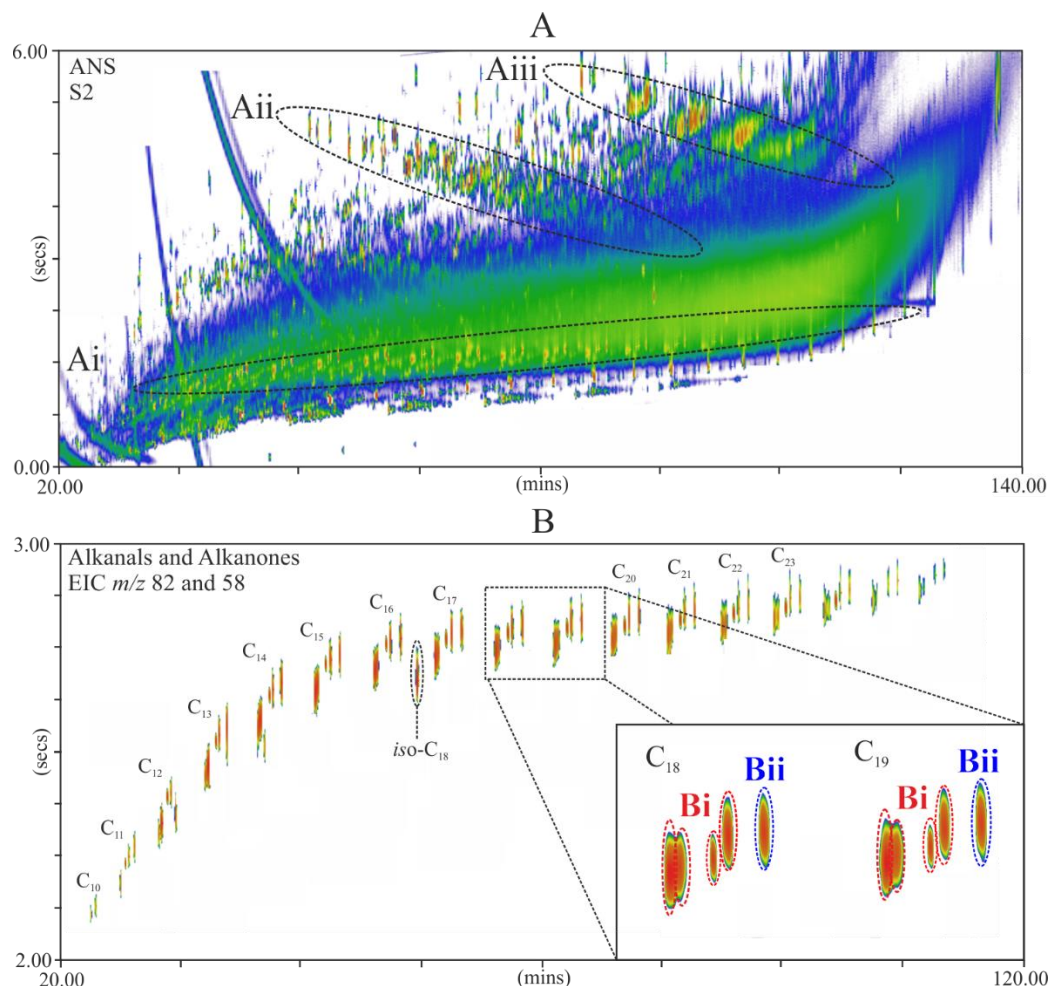 A
6.00
ANS
S2
Aiii
Aii
(secs)
Ai
0.00
20.00
(mins)
140.00
B
3.00
Alkanals and Alkanones
EIC m/z 82 and 58
C23
C22
C21
C20
C17
C16
C15
C14
C13
iso-C18
C12
(secs)
C11
C10
C18
Bi
Bii
C19
Bi
Bii
2.00
20.00
(mins)
120.00